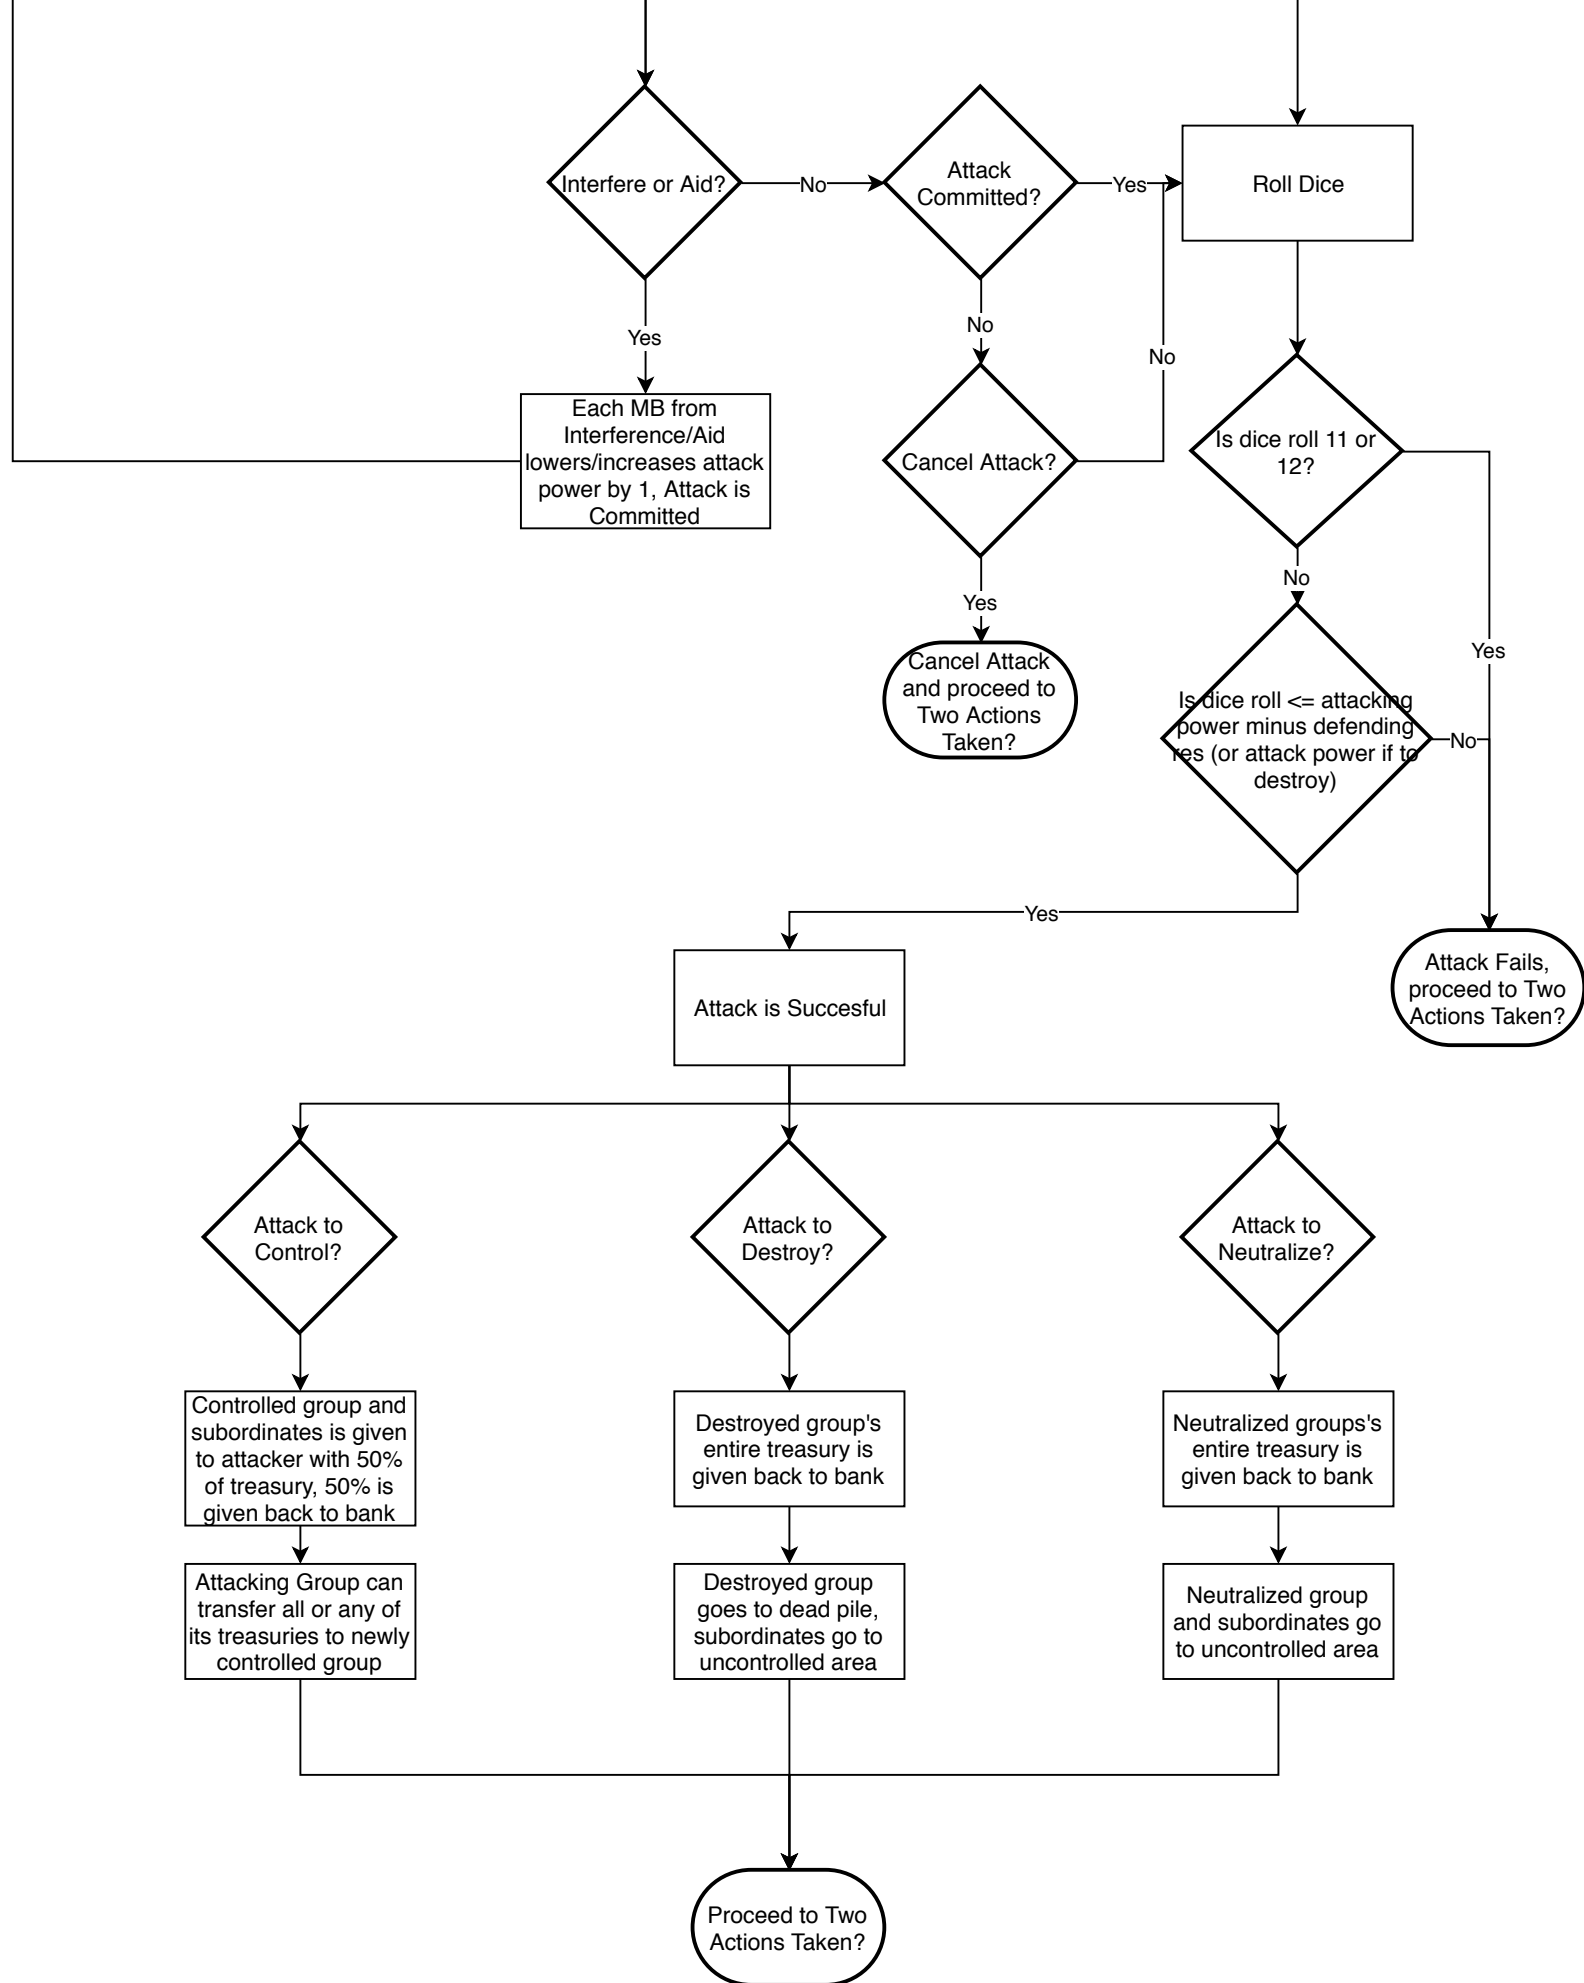 Interfere or Aid?
No
Attack
Committed?
Yes
Roll Dice
Yes
No
No
Each MB from
Interference/Aid
lowers/increases attack
power by 1, Attack is
Committed
Cancel Attack?
Is dice roll 11 or
12?
No
Yes
Cancel Attack
and proceed to
Two Actions
Taken?
Yes
Is dice roll <= attacking
power minus defending
res (or attack power if to
destroy)
No
Yes
Attack Fails,
proceed to Two
Actions Taken?
Attack is Succesful
Attack to
Control?
Attack to
Destroy?
Attack to
Neutralize?
Controlled group and
subordinates is given
to attacker with 50%
of treasury, 50% is
given back to bank
Destroyed group's
entire treasury is
given back to bank
Neutralized groups's
entire treasury is
given back to bank
Attacking Group can
transfer all or any of
its treasuries to newly
controlled group
Destroyed group
goes to dead pile,
subordinates go to
uncontrolled area
Neutralized group
and subordinates go
to uncontrolled area
Proceed to Two
Actions Taken?